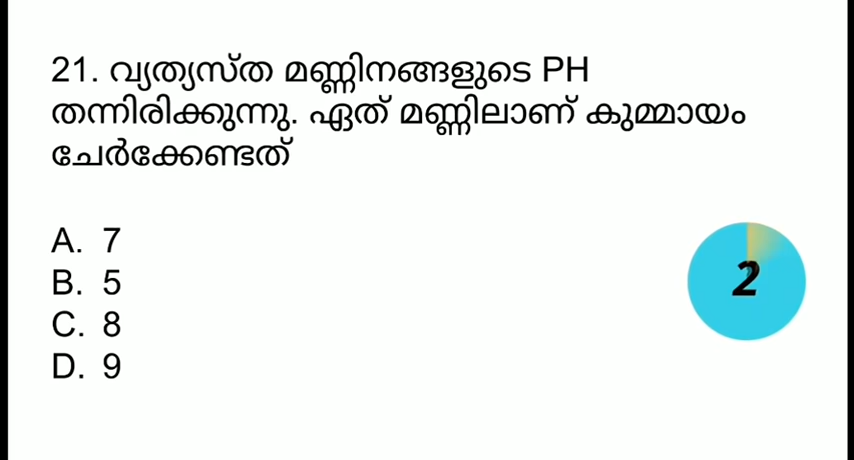 21. വ്യത്യസ്ത മണ്ണിനങ്ങളുടെ PH
തന്നിരിക്കുന്നു. ഏത് മണ്ണിലാണ് കുമ്മായം
ചേർക്കേണ്ടത്
A. 7
B. 5
C. 8
D. 9
2